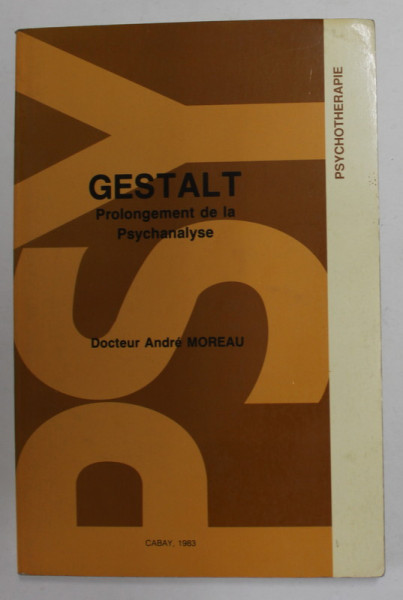 PSY
PSYCHOTHERAPIE
GESTALT
Prolongement de la
Psychanalyse
Docteur André MOREAU
CABAY, 1983